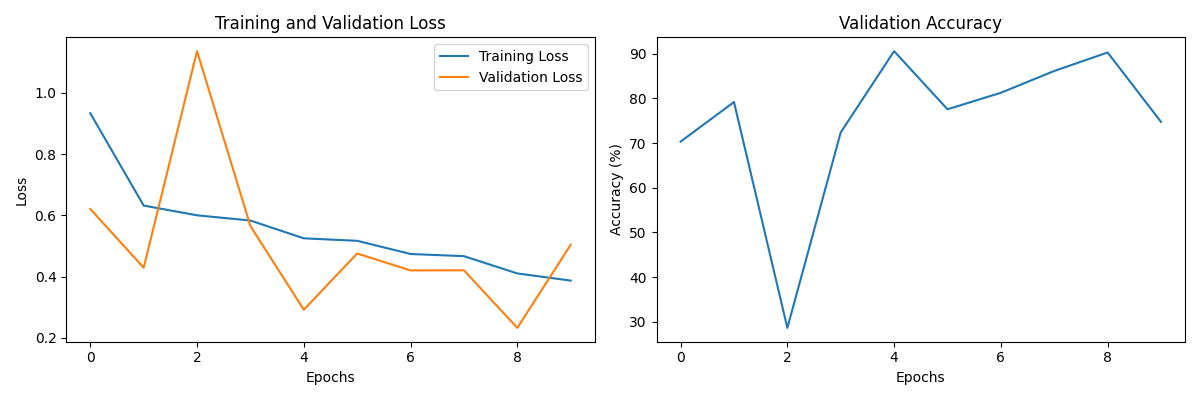 Training and Validation Loss
Training Loss
Validation Loss
1.0
0.8
0.6
0.4
0.2
Loss
0 2 4 6 8
Epochs
Validation Accuracy
90
80
70
60
50
40
30
Accuracy (%)
0 2 4 6 8
Epochs